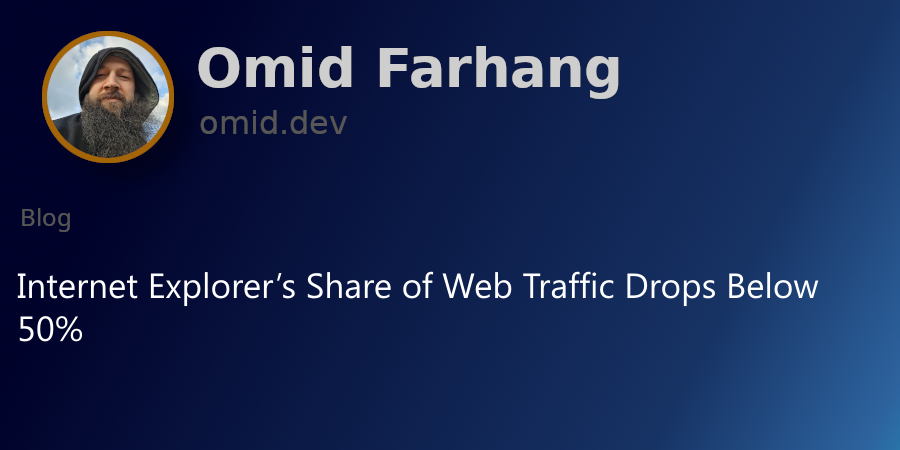 Omid Farhang
omid.dev
Blog
Internet Explorer’s Share of Web Traffic Drops Below
50%